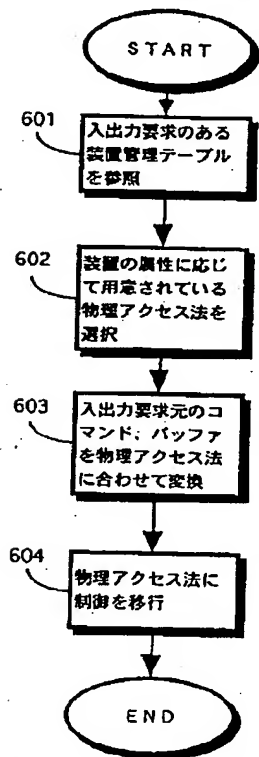 START
601
入出力要求のある
装置管理テーブル
を参照
602
装置の属性に応じ
て用意されている
物理アクセス法を
選択
603
入出力要求元のコ
マンド、バッファ
を物理アクセス法
に合わせて変換
604
物理アクセス法に
制御を移行
END